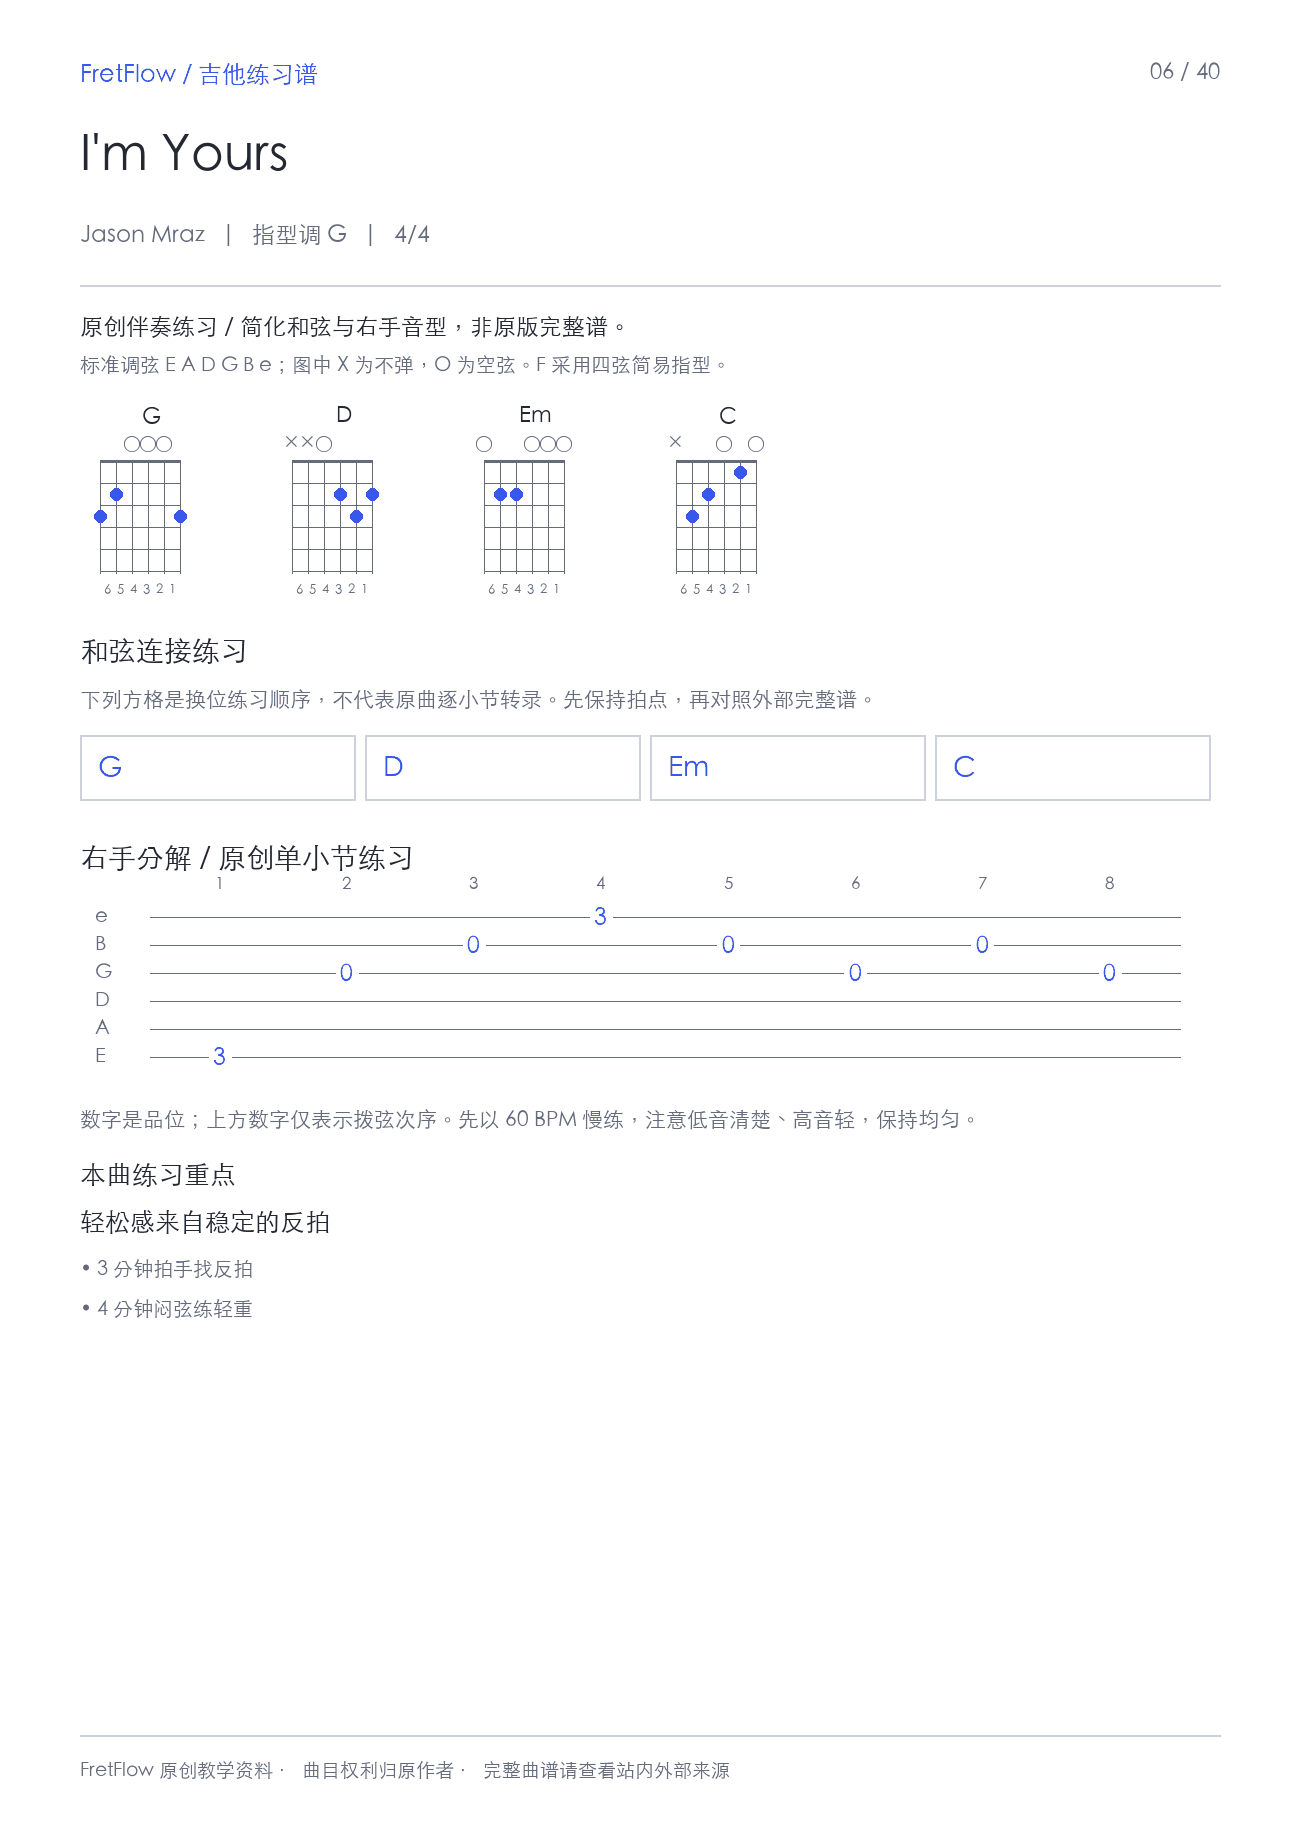 FretFlow / 吉他练习谱
06 / 40
I'm Yours
Jason Mraz | 指型调 G | 4/4
原创伴奏练习 / 简化和弦与右手音型，非原版完整谱。
标准调弦 E A D G B e；图中 X 为不弹，O 为空弦。F 采用四弦简易指型。
G D Em C
6 5 4 3 2 1 6 5 4 3 2 1 6 5 4 3 2 1 6 5 4 3 2 1
和弦连接练习
下列方格是换位练习顺序，不代表原曲逐小节转录。先保持拍点，再对照外部完整谱。
G D Em C
右手分解 / 原创单小节练习
1 2 3 4 5 6 7 8
e 3
B 0 0 0
G 0 0 0
D
A
E 3
数字是品位；上方数字仅表示拨弦次序。先以 60 BPM 慢练，注意低音清楚、高音轻，保持均匀。
本曲练习重点
轻松感来自稳定的反拍
• 3 分钟拍手找反拍
• 4 分钟闷弦练轻重
FretFlow 原创教学资料 · 曲目权利归原作者 · 完整曲谱请查看站内外部来源